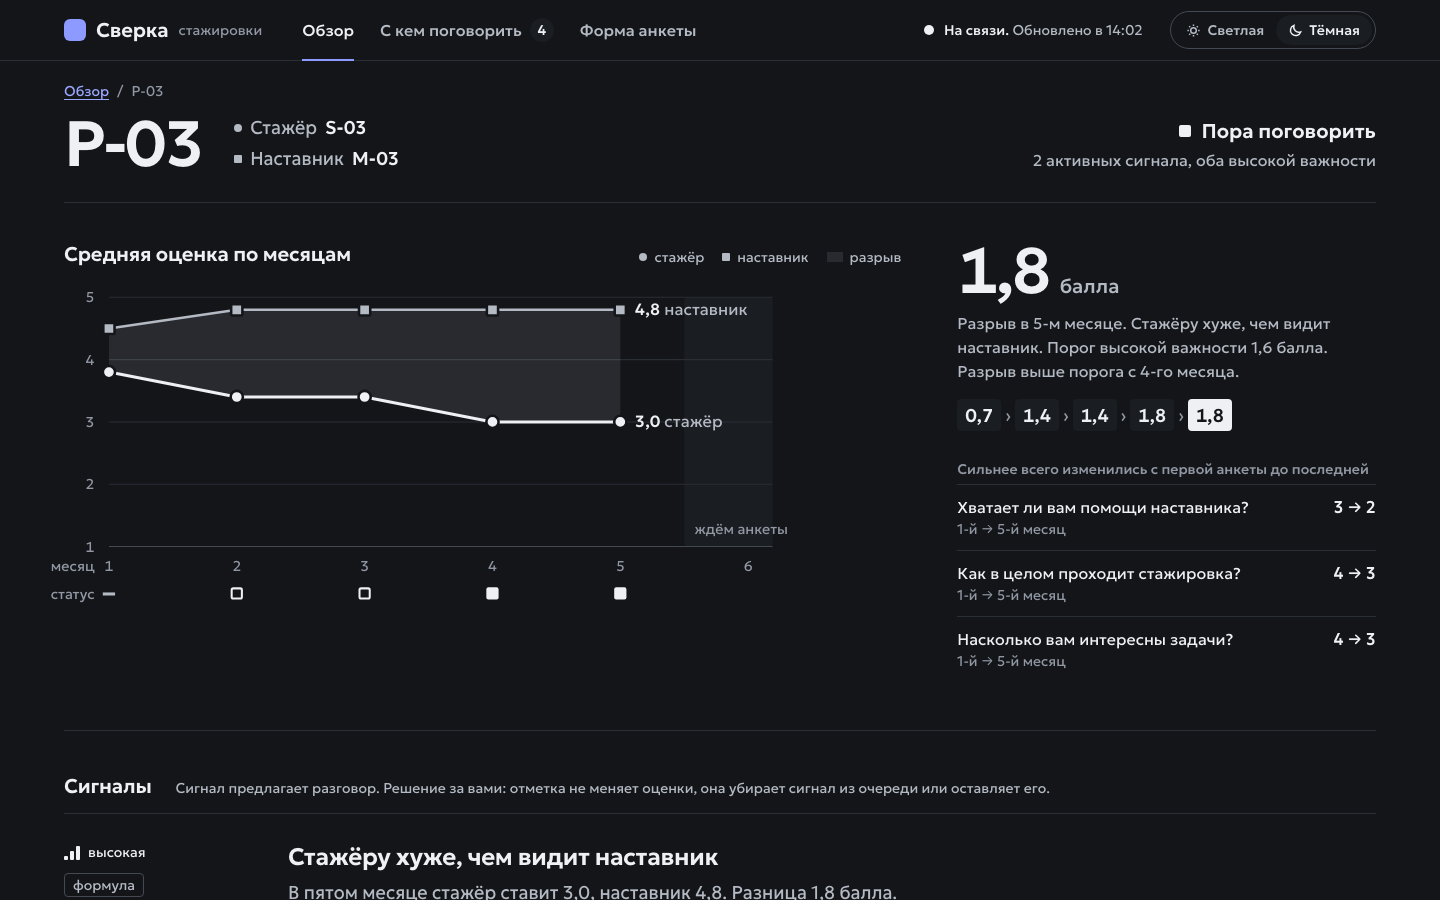 Сверка стажировки
Обзор
С кем поговорить 4
Форма анкеты
На связи. Обновлено в 14:02
Светлая
Тёмная
Обзор / P-03
P-03
Стажёр S-03
Наставник M-03
Пора поговорить
2 активных сигнала, оба высокой важности
Средняя оценка по месяцам
стажёр
наставник
разрыв
5
4
3
2
1
4,8 наставник
3,0 стажёр
ждём анкеты
месяц 1 2 3 4 5 6
статус
1,8 балла
Разрыв в 5-м месяце. Стажёру хуже, чем видит
наставник. Порог высокой важности 1,6 балла.
Разрыв выше порога с 4-го месяца.
0,7 › 1,4 › 1,4 › 1,8 › 1,8
Сильнее всего изменились с первой анкеты до последней
Хватает ли вам помощи наставника? 3 → 2
1-й → 5-й месяц
Как в целом проходит стажировка? 4 → 3
1-й → 5-й месяц
Насколько вам интересны задачи? 4 → 3
1-й → 5-й месяц
Сигналы
Сигнал предлагает разговор. Решение за вами: отметка не меняет оценки, она убирает сигнал из очереди или оставляет его.
высокая
формула
Стажёру хуже, чем видит наставник
В пятом месяце стажёр ставит 3,0, наставник 4,8. Разница 1,8 балла.